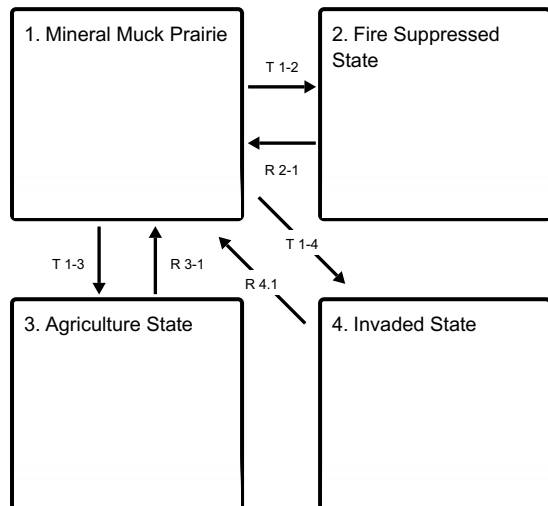 1. Mineral Muck Prairie
2. Fire Suppressed
State
T 1-2
R 2-1
T 1-3
R 3-1
T 1-4
R 4.1
3. Agriculture State
4. Invaded State